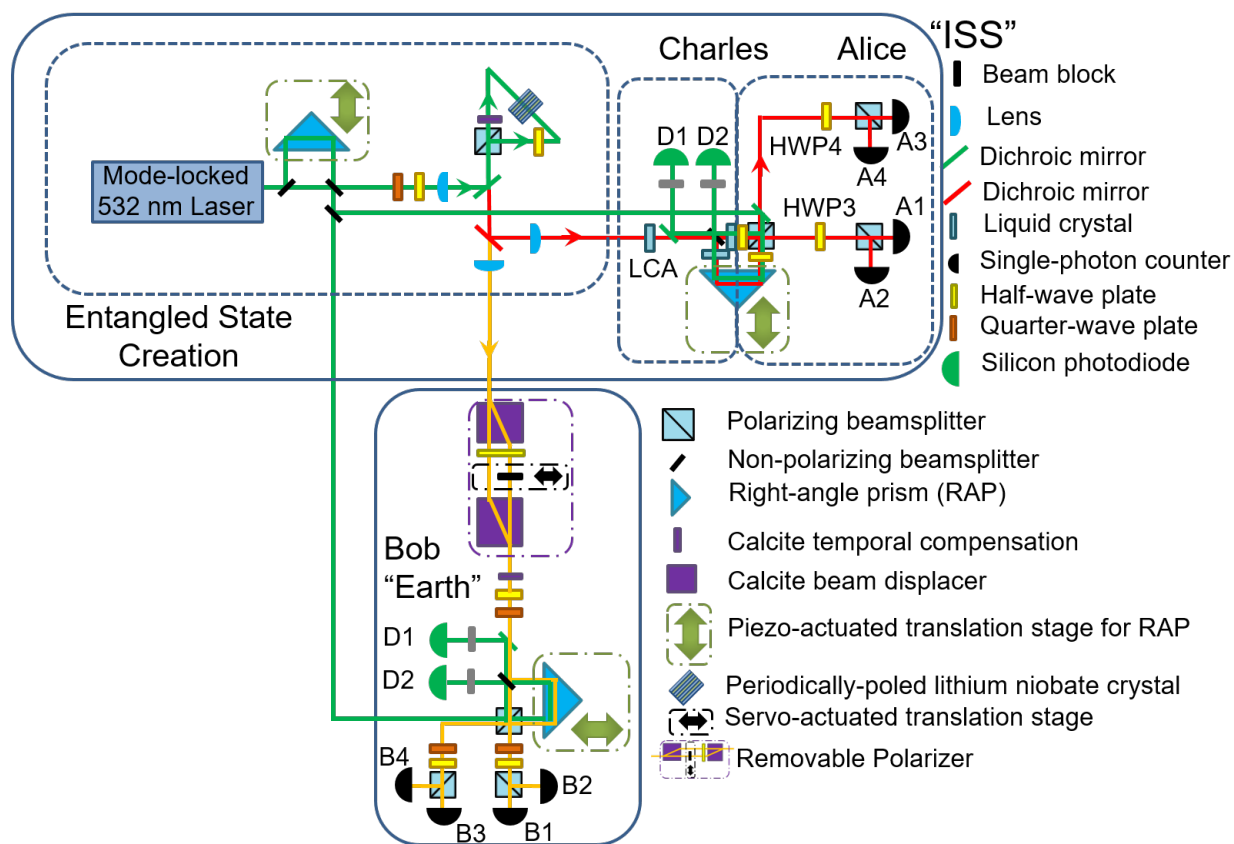 "ISS"
Charles
Alice
Beam block
Lens
Dichroic mirror
Dichroic mirror
Liquid crystal
Single-photon counter
Half-wave plate
Quarter-wave plate
Silicon photodiode
D1 D2
HWP4
A3
A4
Mode-locked
532 nm Laser
HWP3
A1
LCA
A2
Entangled State
Creation
Polarizing beamsplitter
Non-polarizing beamsplitter
Right-angle prism (RAP)
Calcite temporal compensation
Calcite beam displacer
Piezo-actuated translation stage for RAP
Periodically-poled lithium niobate crystal
Servo-actuated translation stage
Removable Polarizer
Bob
"Earth"
D1
D2
B4
B2
B3
B1